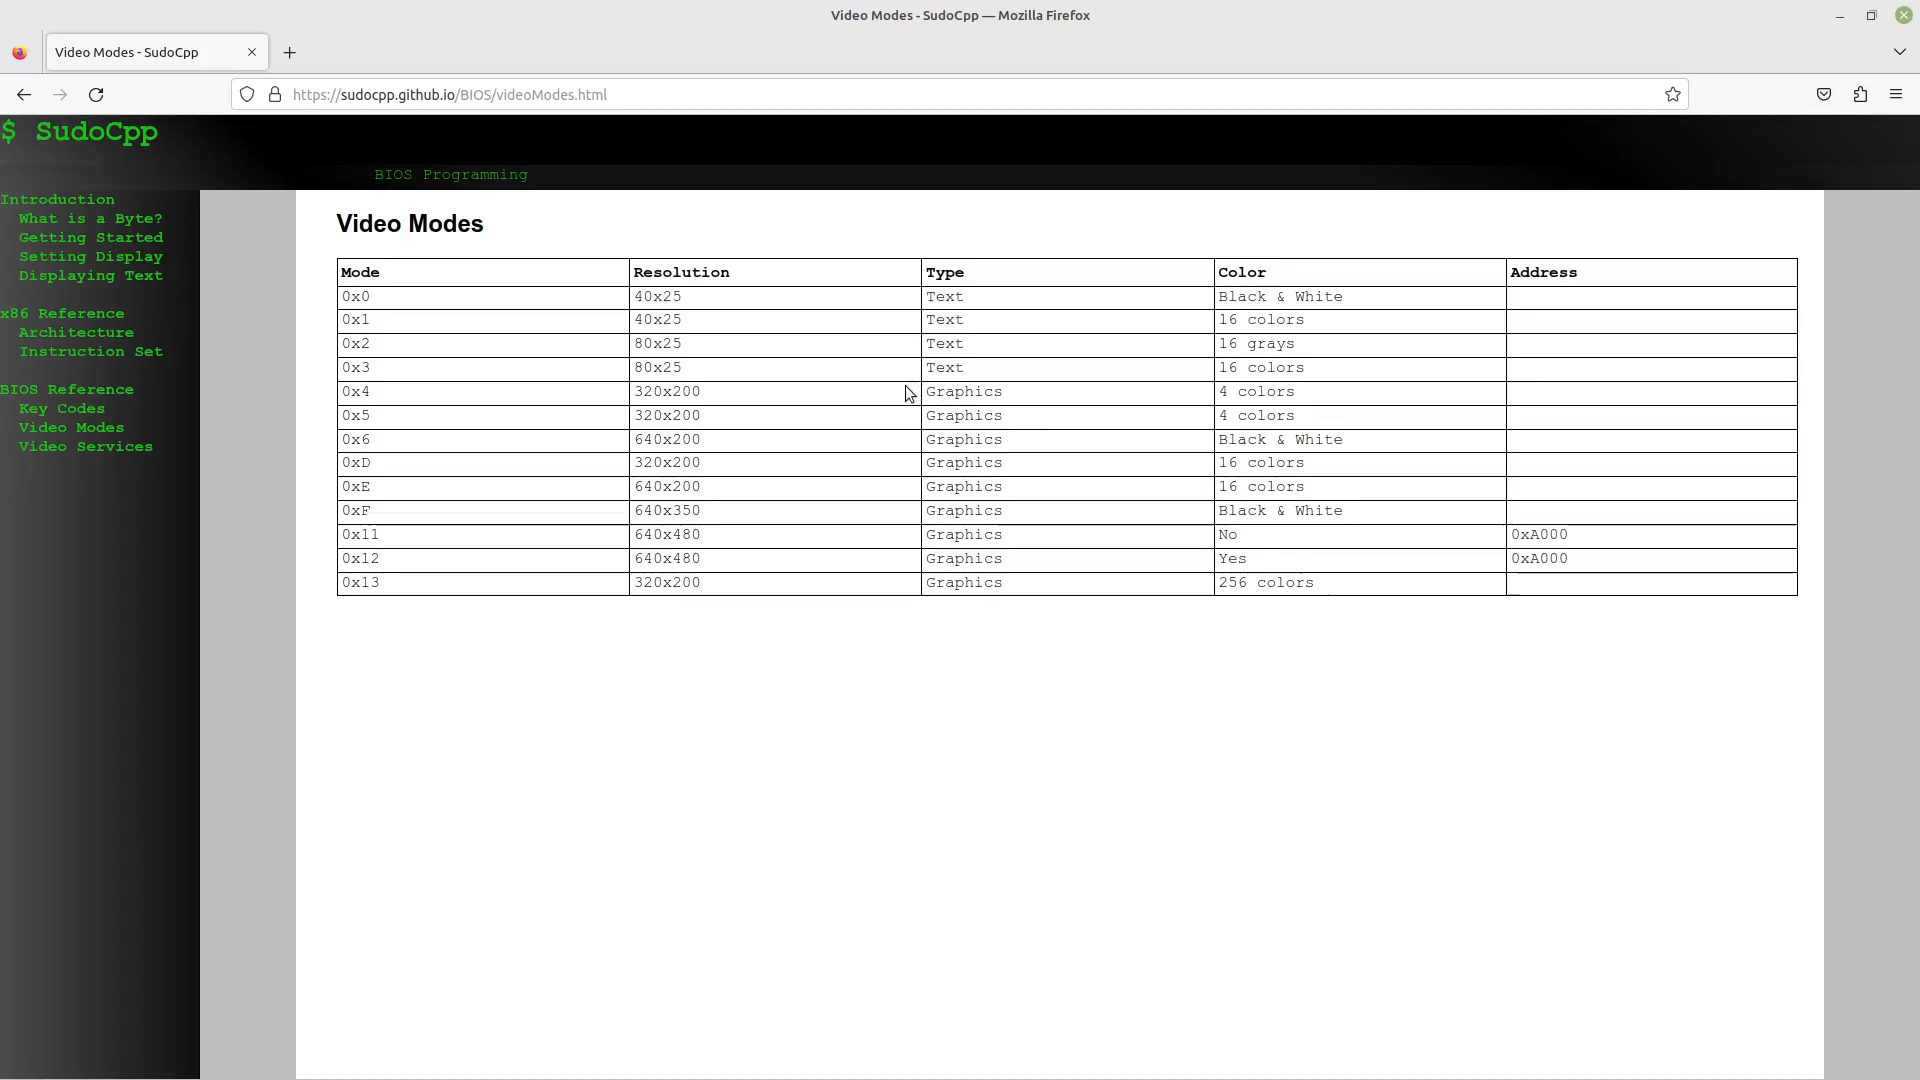 Video Modes - SudoCpp — Mozilla Firefox
Video Modes - SudoCpp
https://sudocpp.github.io/BIOS/videoModes.html
$ SudoCpp
BIOS Programming
Introduction
What is a Byte?
Getting Started
Setting Display
Displaying Text
x86 Reference
Architecture
Instruction Set
BIOS Reference
Key Codes
Video Modes
Video Services
Video Modes
Mode Resolution Type Color Address
0x0 40x25 Text Black & White
0x1 40x25 Text 16 colors
0x2 80x25 Text 16 grays
0x3 80x25 Text 16 colors
0x4 320x200 Graphics 4 colors
0x5 320x200 Graphics 4 colors
0x6 640x200 Graphics Black & White
0xD 320x200 Graphics 16 colors
0xE 640x200 Graphics 16 colors
0xF 640x350 Graphics Black & White
0x11 640x480 Graphics No 0xA000
0x12 640x480 Graphics Yes 0xA000
0x13 320x200 Graphics 256 colors